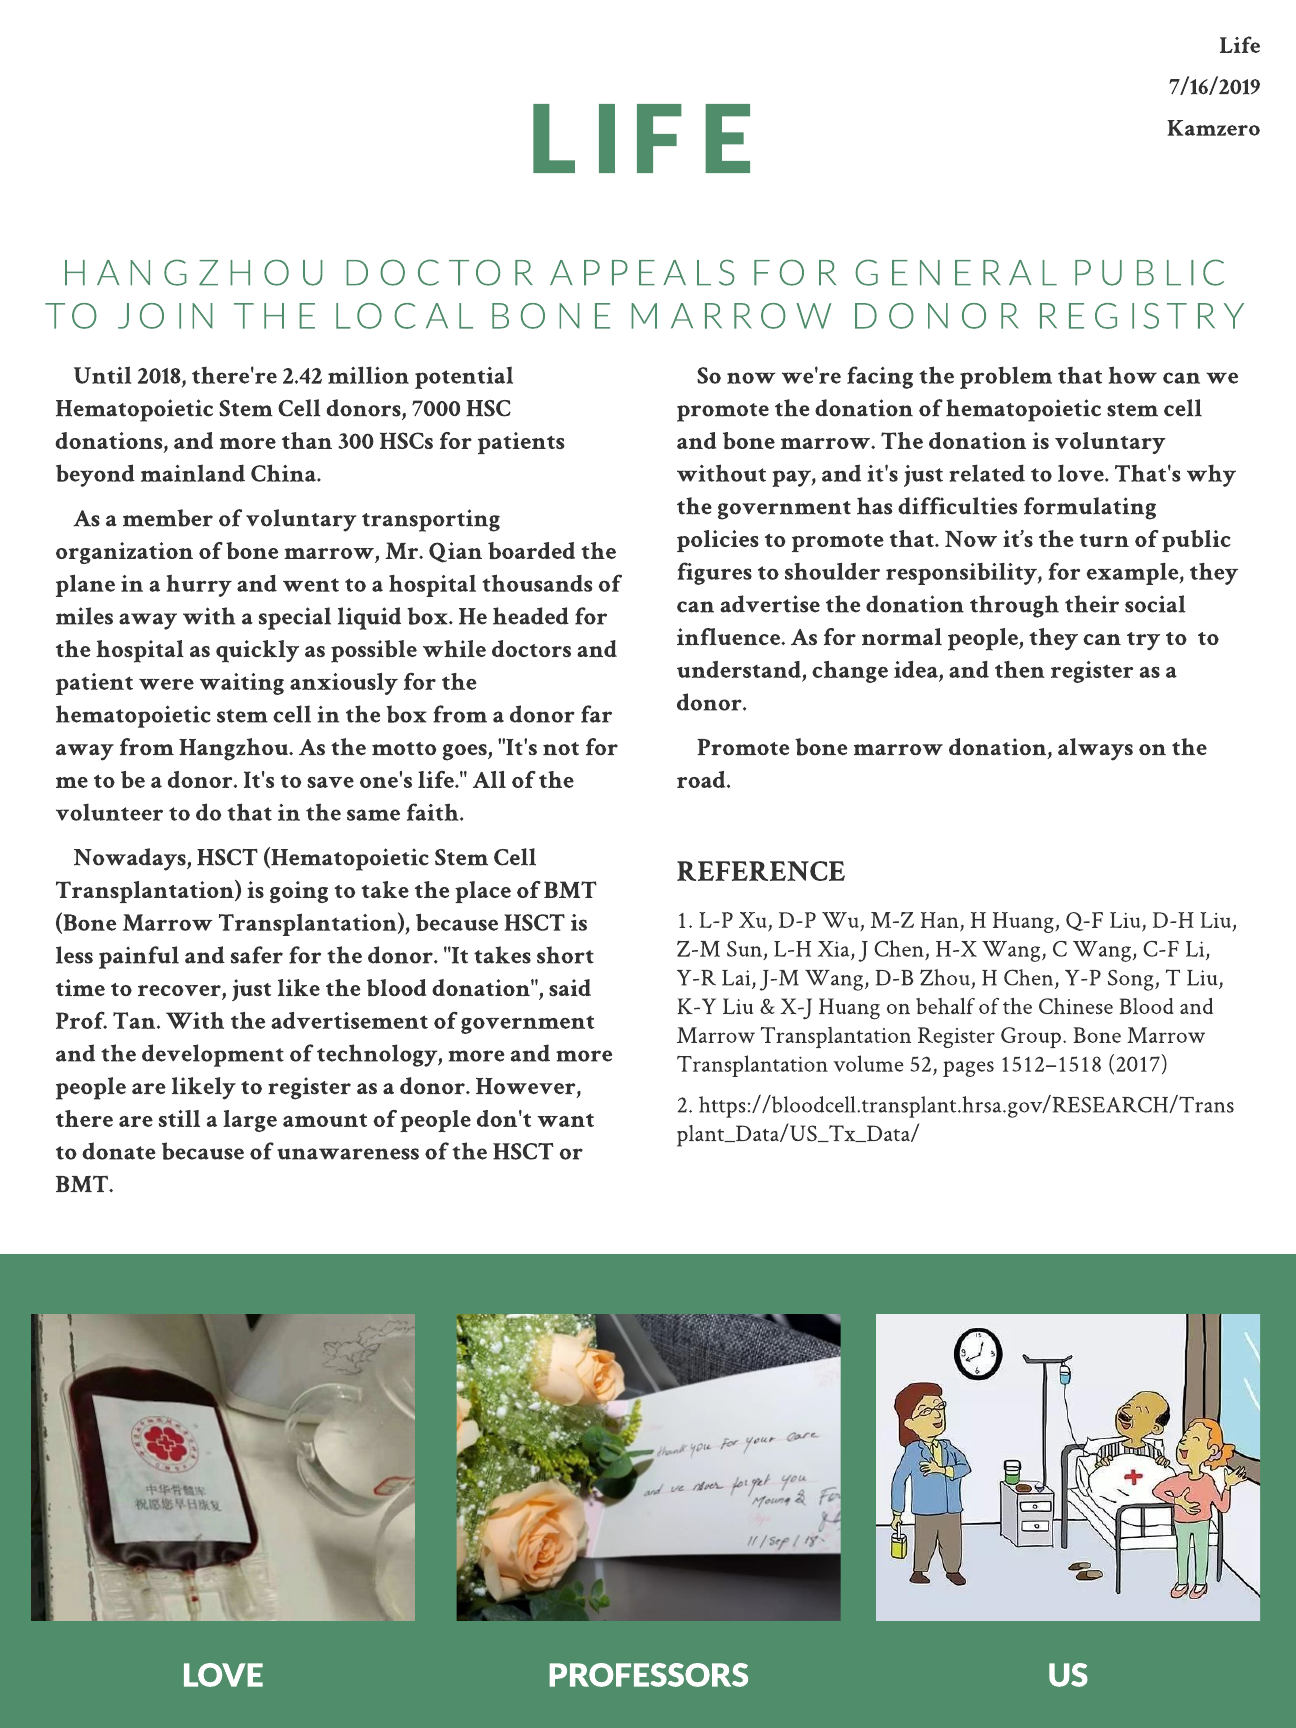 Life
7/16/2019
Kamzero
LIFE
HANGZHOU DOCTOR APPEALS FOR GENERAL PUBLIC
TO JOIN THE LOCAL BONE MARROW DONOR REGISTRY
Until 2018, there're 2.42 million potential
Hematopoietic Stem Cell donors, 7000 HSC
donations, and more than 300 HSCs for patients
beyond mainland China.
As a member of voluntary transporting
organization of bone marrow, Mr. Qian boarded the
plane in a hurry and went to a hospital thousands of
miles away with a special liquid box. He headed for
the hospital as quickly as possible while doctors and
patient were waiting anxiously for the
hematopoietic stem cell in the box from a donor far
away from Hangzhou. As the motto goes, "It's not for
me to be a donor. It's to save one's life." All of the
volunteer to do that in the same faith.
Nowadays, HSCT (Hematopoietic Stem Cell
Transplantation) is going to take the place of BMT
(Bone Marrow Transplantation), because HSCT is
less painful and safer for the donor. "It takes short
time to recover, just like the blood donation", said
Prof. Tan. With the advertisement of government
and the development of technology, more and more
people are likely to register as a donor. However,
there are still a large amount of people don't want
to donate because of unawareness of the HSCT or
BMT.
So now we're facing the problem that how can we
promote the donation of hematopoietic stem cell
and bone marrow. The donation is voluntary
without pay, and it's just related to love. That's why
the government has difficulties formulating
policies to promote that. Now it’s the turn of public
figures to shoulder responsibility, for example, they
can advertise the donation through their social
influence. As for normal people, they can try to to
understand, change idea, and then register as a
donor.
Promote bone marrow donation, always on the
road.
REFERENCE
1. L-P Xu, D-P Wu, M-Z Han, H Huang, Q-F Liu, D-H Liu,
Z-M Sun, L-H Xia, J Chen, H-X Wang, C Wang, C-F Li,
Y-R Lai, J-M Wang, D-B Zhou, H Chen, Y-P Song, T Liu,
K-Y Liu & X-J Huang on behalf of the Chinese Blood and
Marrow Transplantation Register Group. Bone Marrow
Transplantation volume 52, pages 1512–1518 (2017)
2. https://bloodcell.transplant.hrsa.gov/RESEARCH/Trans
plant_Data/US_Tx_Data/
中华骨髓库
祝愿您早日康复
thank you For your care
and we never forget you
Moung &
11/Sep/18.
12
3
6
9
LOVE
PROFESSORS
US